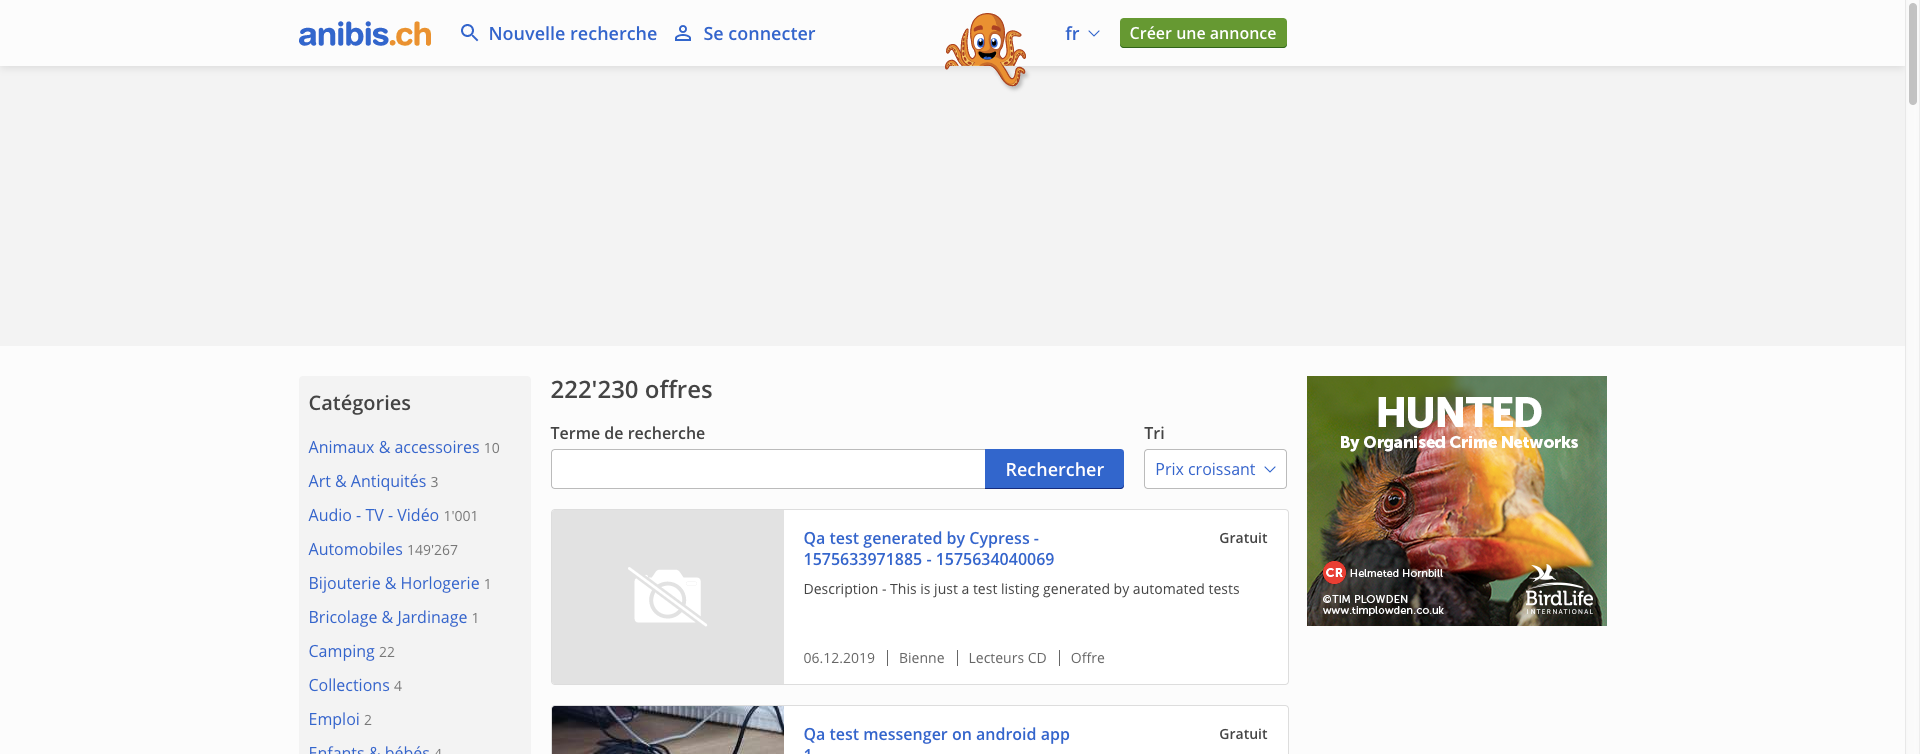 anibis.ch
Nouvelle recherche
Se connecter
fr
Créer une annonce
Catégories
Animaux & accessoires 10
Art & Antiquités 3
Audio - TV - Vidéo 1'001
Automobiles 149'267
Bijouterie & Horlogerie 1
Bricolage & Jardinage 1
Camping 22
Collections 4
Emploi 2
Enfants & bébés 4
222'230 offres
Terme de recherche
Rechercher
Tri
Prix croissant
Qa test generated by Cypress -
1575633971885 - 1575634040069
Gratuit
Description - This is just a test listing generated by automated tests
06.12.2019 | Bienne | Lecteurs CD | Offre
Qa test messenger on android app
1
Gratuit
HUNTED
By Organised Crime Networks
CR Helmeted Hornbill
©TIM PLOWDEN
www.timplowden.co.uk
BirdLife
INTERNATIONAL